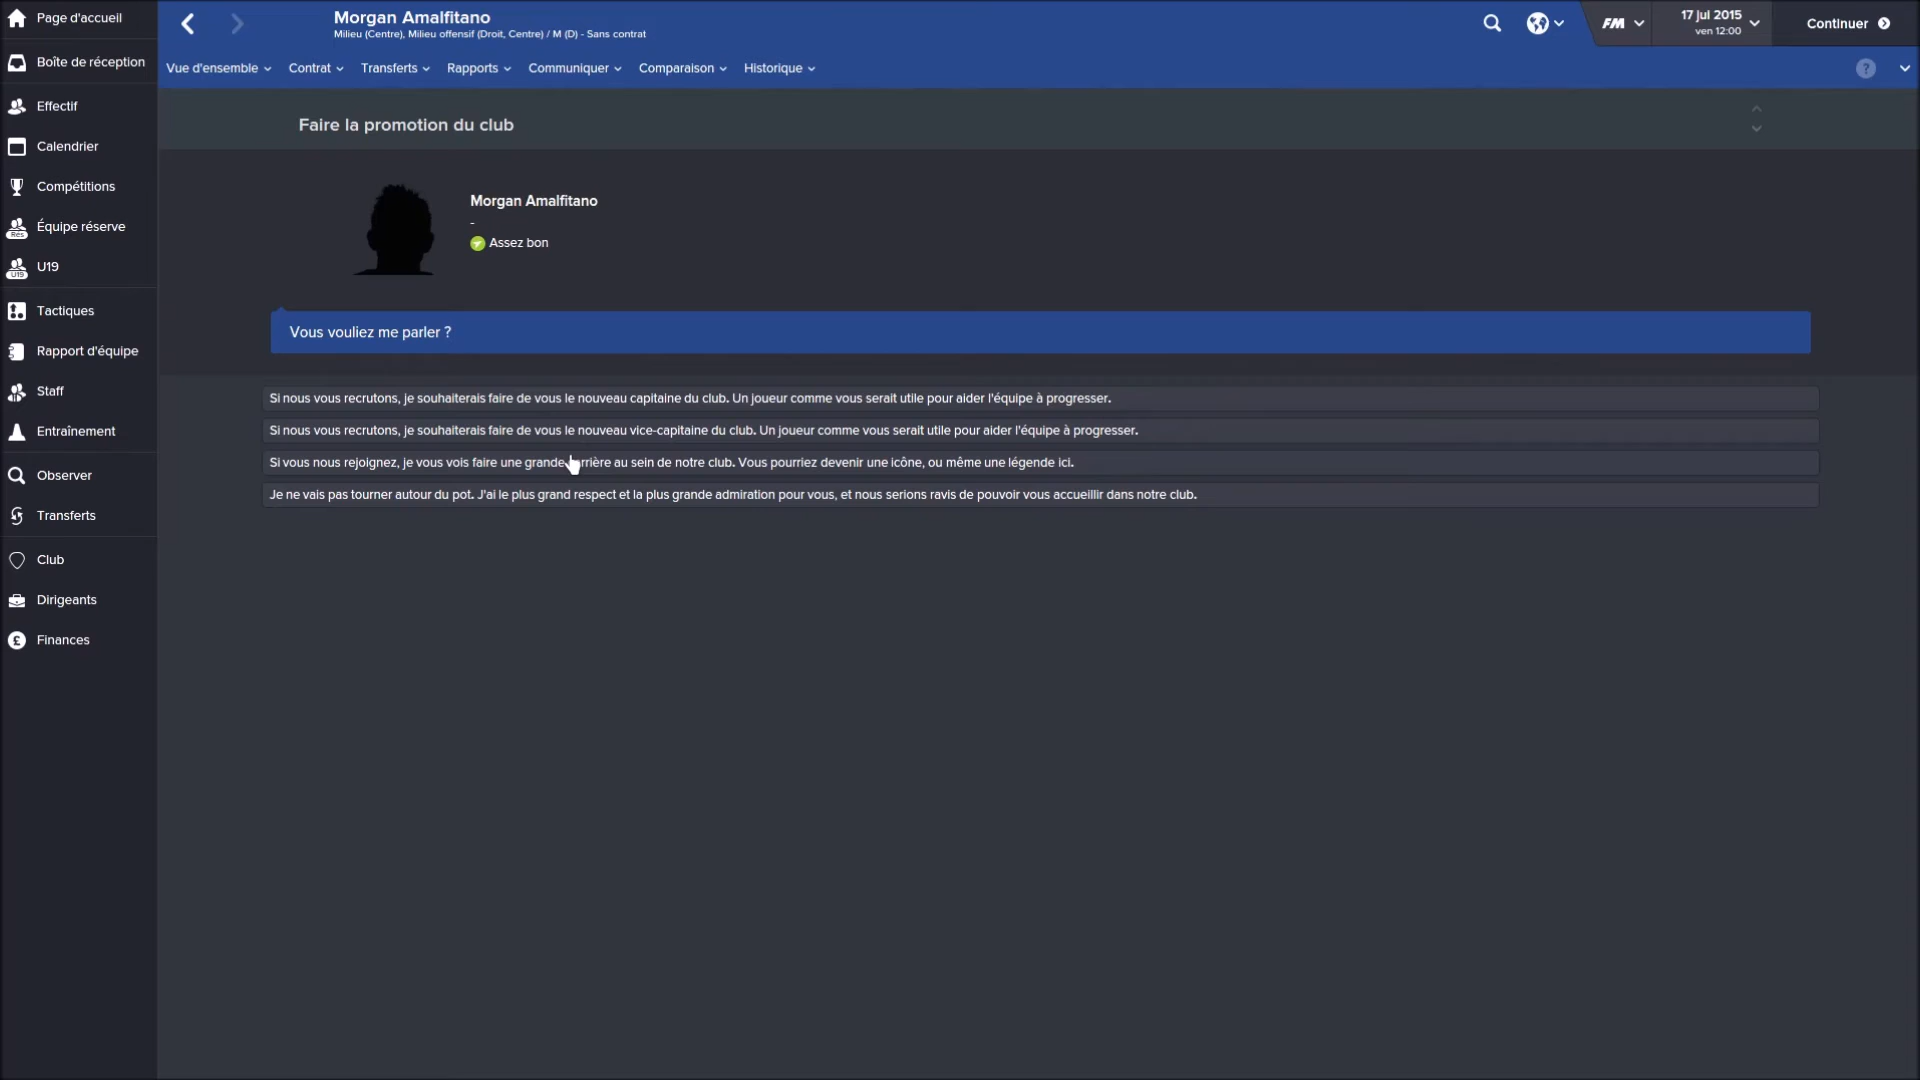 Page d'accueil
Boîte de réception
Effectif
Calendrier
Compétitions
Équipe réserve
Rés
U19
U19
Tactiques
Rapport d'équipe
Staff
Entraînement
Observer
Transferts
Club
Dirigeants
Finances
Morgan Amalfitano
Milieu (Centre), Milieu offensif (Droit, Centre) / M (D) - Sans contrat
FM
17 jul 2015
ven 12:00
Continuer
Vue d'ensemble Contrat Transferts Rapports Communiquer Comparaison Historique ?
Faire la promotion du club
Morgan Amalfitano
-
Assez bon
Vous vouliez me parler ?
Si nous vous recrutons, je souhaiterais faire de vous le nouveau capitaine du club. Un joueur comme vous serait utile pour aider l'équipe à progresser.
Si nous vous recrutons, je souhaiterais faire de vous le nouveau vice-capitaine du club. Un joueur comme vous serait utile pour aider l'équipe à progresser.
Si vous nous rejoignez, je vous vois faire une grande carrière au sein de notre club. Vous pourriez devenir une icône, ou même une légende ici.
Je ne vais pas tourner autour du pot. J'ai le plus grand respect et la plus grande admiration pour vous, et nous serions ravis de pouvoir vous accueillir dans notre club.